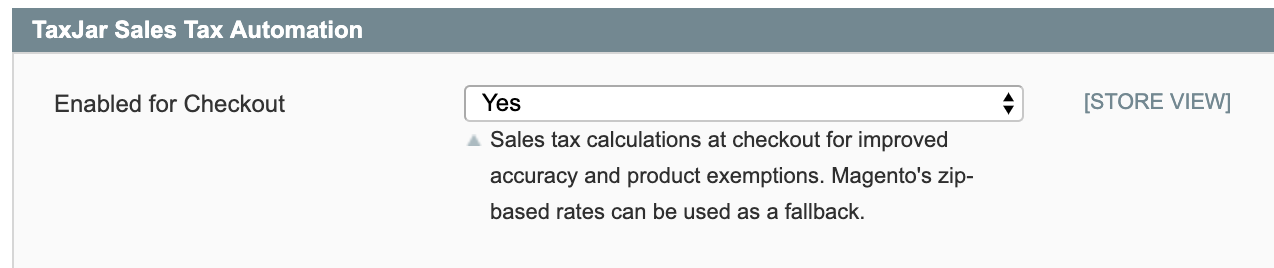 TaxJar Sales Tax Automation
Enabled for Checkout
Yes
[STORE VIEW]
Sales tax calculations at checkout for improved
accuracy and product exemptions. Magento's zip-
based rates can be used as a fallback.